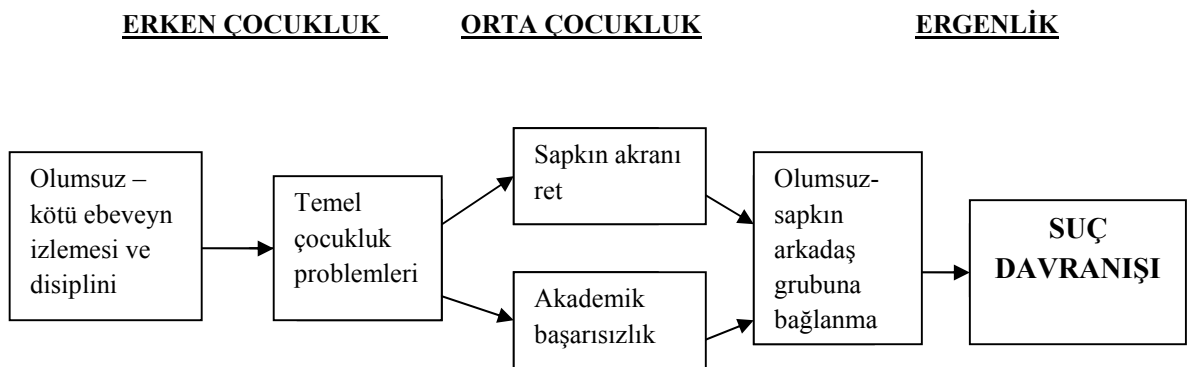 ERKEN ÇOCUKLUK
ORTA ÇOCUKLUK
ERGENLİK
Olumsuz –
kötü ebeveyn
izlemesi ve
disiplini
Temel
çocukluk
problemleri
Sapkın akranı
ret
Akademik
başarısızlık
Olumsuz-
sapkın
arkadaş
grubuna
bağlanma
SUÇ
DAVRANIŞI